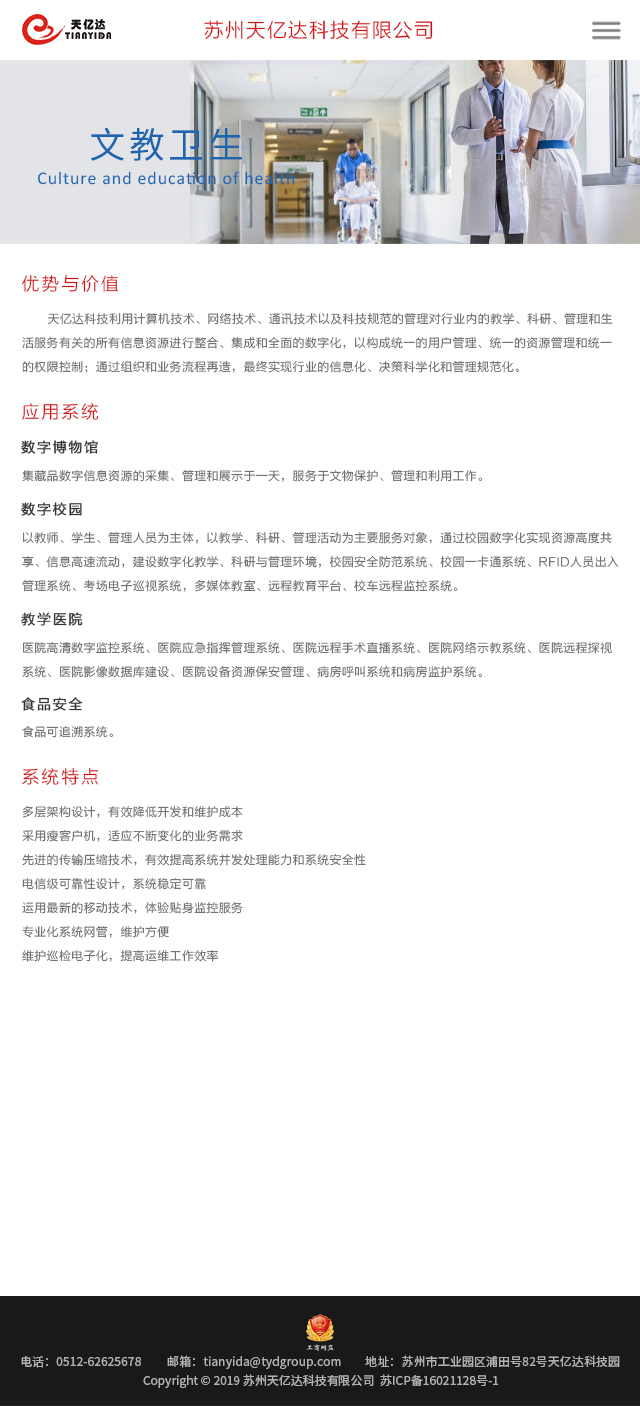 天亿达
TIANYIDA
苏州天亿达科技有限公司
文教卫生
Culture and education of health
优势与价值
天亿达科技利用计算机技术、网络技术、通讯技术以及科技规范的管理对行业内的教学、科研、管理和生
活服务有关的所有信息资源进行整合、集成和全面的数字化，以构成统一的用户管理、统一的资源管理和统一
的权限控制；通过组织和业务流程再造，最终实现行业的信息化、决策科学化和管理规范化。
应用系统
数字博物馆
集藏品数字信息资源的采集、管理和展示于一天，服务于文物保护、管理和利用工作。
数字校园
以教师、学生、管理人员为主体，以教学、科研、管理活动为主要服务对象，通过校园数字化实现资源高度共
享、信息高速流动，建设数字化教学、科研与管理环境，校园安全防范系统、校园一卡通系统、RFID人员出入
管理系统、考场电子巡视系统，多媒体教室、远程教育平台、校车远程监控系统。
教学医院
医院高清数字监控系统、医院应急指挥管理系统、医院远程手术直播系统、医院网络示教系统、医院远程探视
系统、医院影像数据库建设、医院设备资源保安管理、病房呼叫系统和病房监护系统。
食品安全
食品可追溯系统。
系统特点
多层架构设计，有效降低开发和维护成本
采用瘦客户机，适应不断变化的业务需求
先进的传输压缩技术，有效提高系统并发处理能力和系统安全性
电信级可靠性设计，系统稳定可靠
运用最新的移动技术，体验贴身监控服务
专业化系统网管，维护方便
维护巡检电子化，提高运维工作效率
工商网监
电话：0512-62625678 邮箱：tianyida@tydgroup.com 地址：苏州市工业园区浦田号82号天亿达科技园
Copyright © 2019 苏州天亿达科技有限公司 苏ICP备16021128号-1